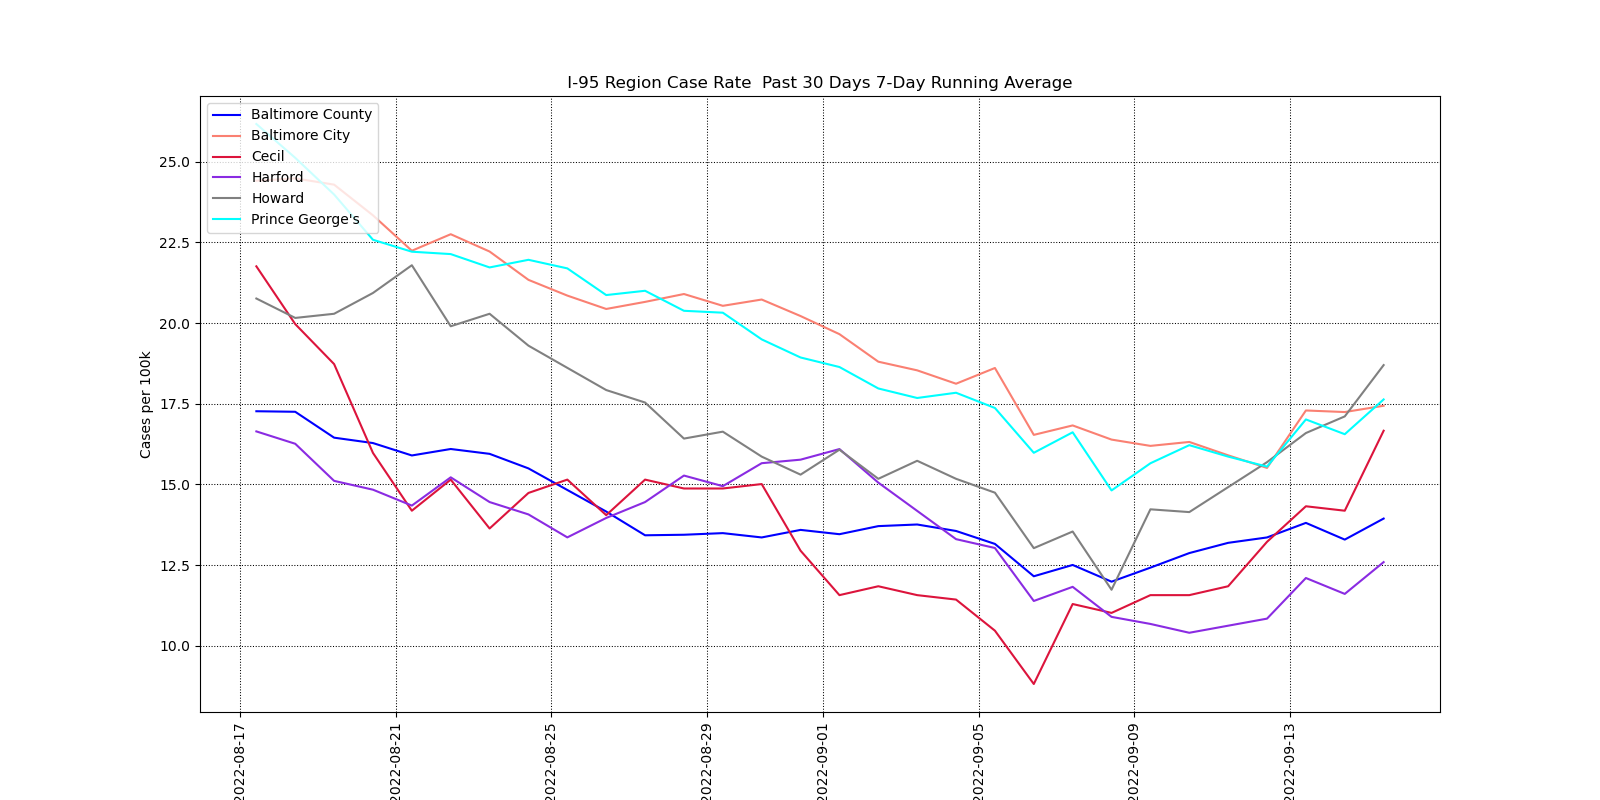 I-95 Region Case Rate  Past 30 Days 7-Day Running Average
Baltimore County
Baltimore City
Cecil
Harford
Howard
Prince George's
Cases per 100k
25.0
22.5
20.0
17.5
15.0
12.5
10.0
2022-08-17
2022-08-21
2022-08-25
2022-08-29
2022-09-01
2022-09-05
2022-09-09
2022-09-13